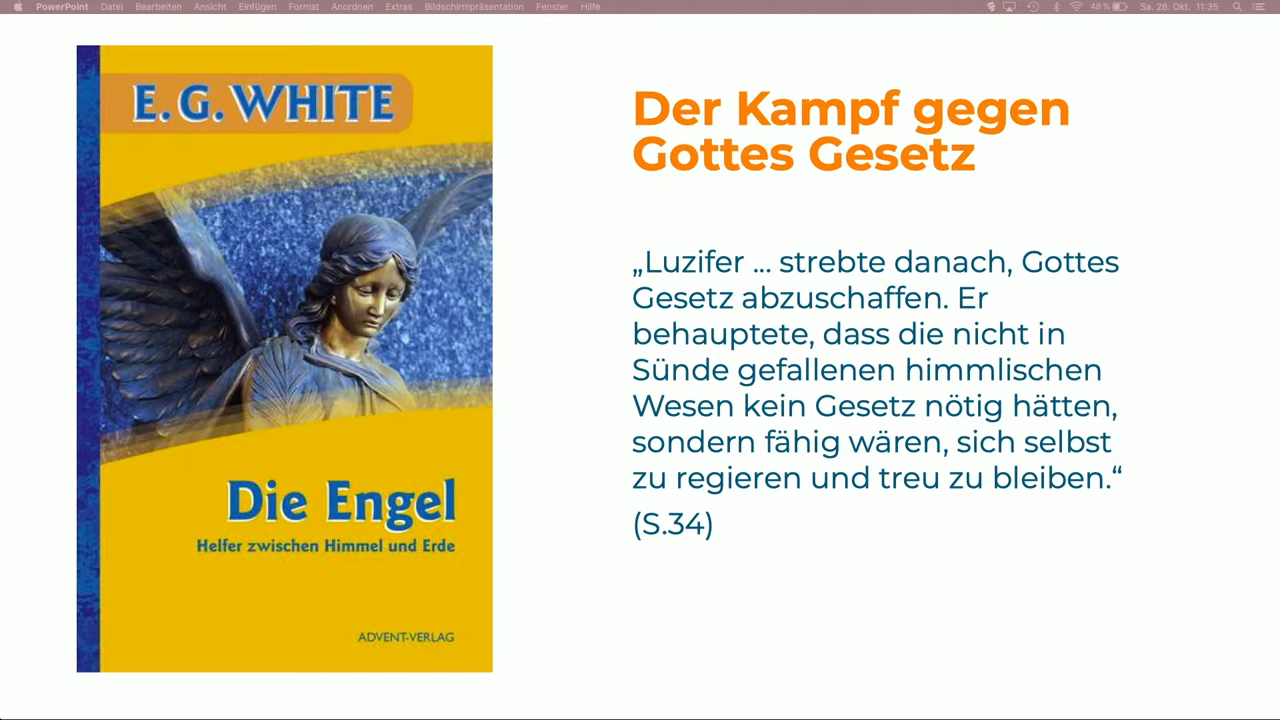 PowerPoint Datei Bearbeiten Ansicht Einfügen Format Anordnen Extras Bildschirmpräsentation Fenster Hilfe 48 % Sa. 28. Okt. 11:35
E. G. WHITE
Die Engel
Helfer zwischen Himmel und Erde
ADVENT-VERLAG
Der Kampf gegen
Gottes Gesetz
„Luzifer ... strebte danach, Gottes
Gesetz abzuschaffen. Er
behauptete, dass die nicht in
Sünde gefallenen himmlischen
Wesen kein Gesetz nötig hätten,
sondern fähig wären, sich selbst
zu regieren und treu zu bleiben.“
(S.34)